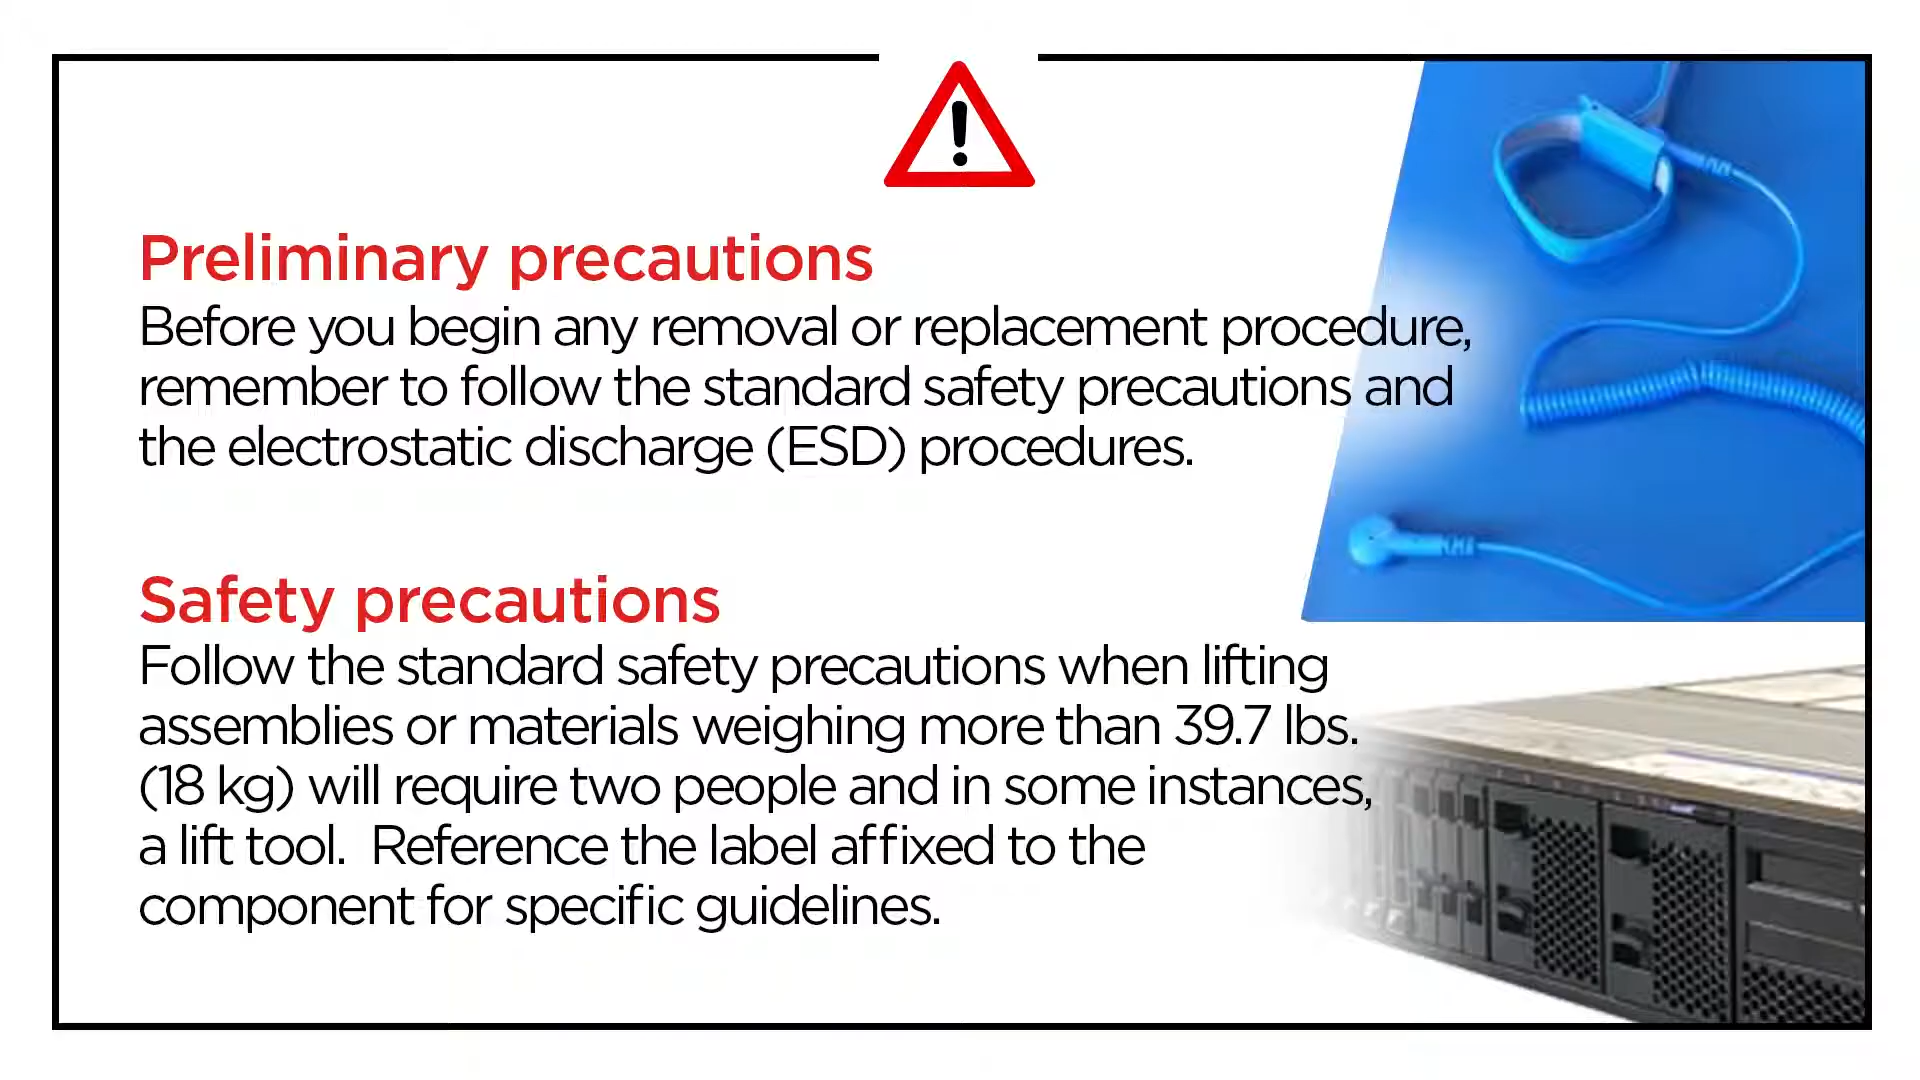 Preliminary precautions
Before you begin any removal or replacement procedure,
remember to follow the standard safety precautions and
the electrostatic discharge (ESD) procedures.
Safety precautions
Follow the standard safety precautions when lifting
assemblies or materials weighing more than 39.7 lbs.
(18 kg) will require two people and in some instances,
a lift tool.  Reference the label affixed to the
component for specific guidelines.